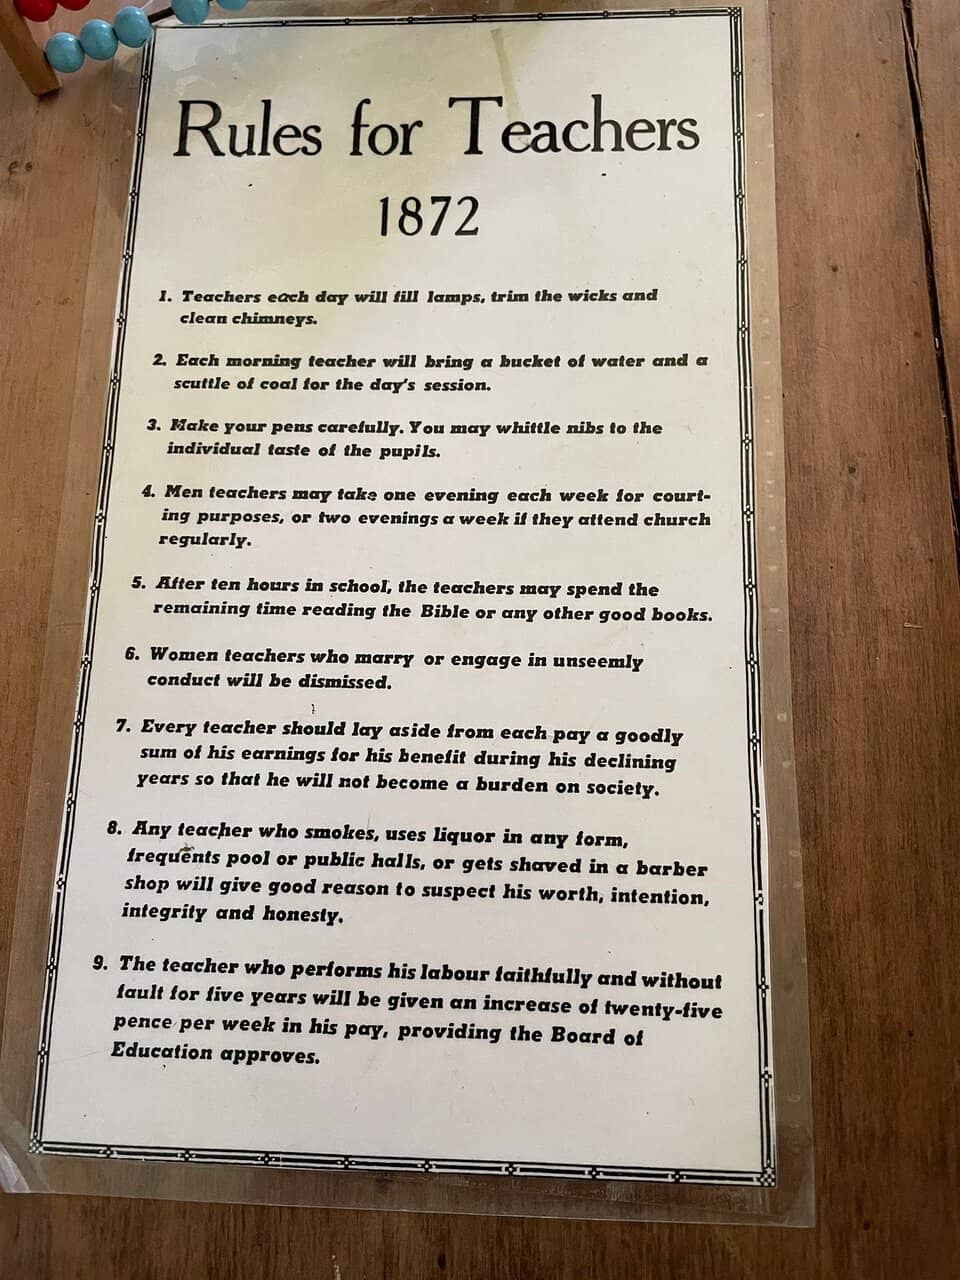 Rules for Teachers
1872
1. Teachers each day will fill lamps, trim the wicks and
clean chimneys.
2. Each morning teacher will bring a bucket of water and a
scuttle of coal for the day's session.
3. Make your pens carefully. You may whittle nibs to the
individual taste of the pupils.
4. Men teachers may take one evening each week for court-
ing purposes, or two evenings a week if they attend church
regularly.
5. After ten hours in school, the teachers may spend the
remaining time reading the Bible or any other good books.
6. Women teachers who marry or engage in unseemly
conduct will be dismissed.
7. Every teacher should lay aside from each pay a goodly
sum of his earnings for his benefit during his declining
years so that he will not become a burden on society.
8. Any teacher who smokes, uses liquor in any form,
frequents pool or public halls, or gets shaved in a barber
shop will give good reason to suspect his worth, intention,
integrity and honesty.
9. The teacher who performs his labour faithfully and without
fault for five years will be given an increase of twenty-five
pence per week in his pay, providing the Board of
Education approves.